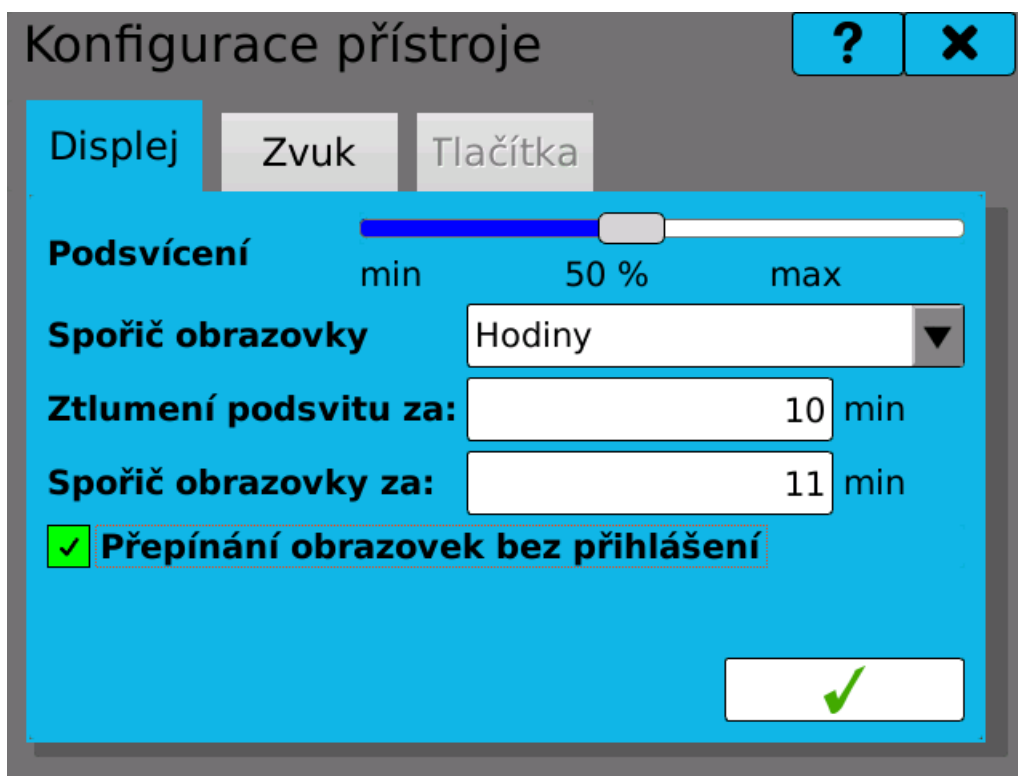 Konfigurace přístroje ?
Displej Zvuk Tlačítka
Podsvícení
min 50 % max
Spořič obrazovky Hodiny
Ztlumení podsvitu za: 10 min
Spořič obrazovky za: 11 min
Přepínání obrazovek bez přihlášení